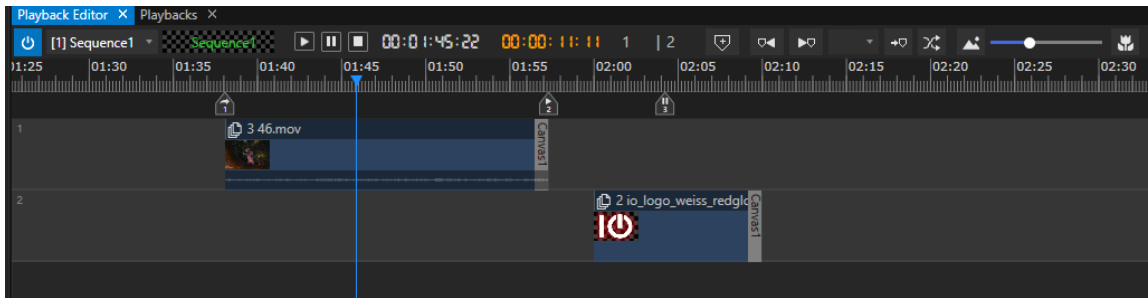 Playback Editor × Playbacks ×
[1] Sequence1 Sequence1 00:01:45:22 00:00:11:11 1 | 2
01:25 01:30 01:35 01:40 01:45 01:50 01:55 02:00 02:05 02:10 02:15 02:20 02:25 02:30
1 2 3
1 3 46.mov Canvas1
2 2 io_logo_weiss_redglo Canvas1